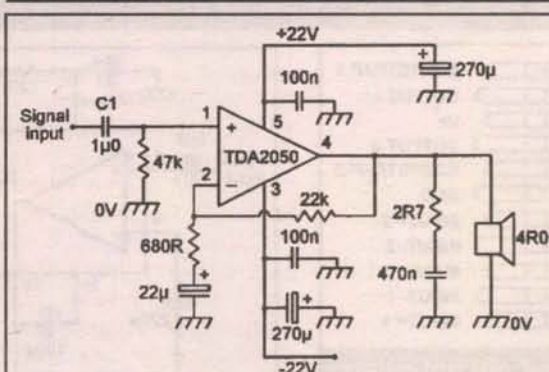 +22V
+
270µ
100n
Signal
input
C1
1µ0
1
+
5
4
TDA2050
47k
2
−
3
0V
22k
2R7
4R0
680R
100n
+
22µ
470n
+
270µ
0V
-22V